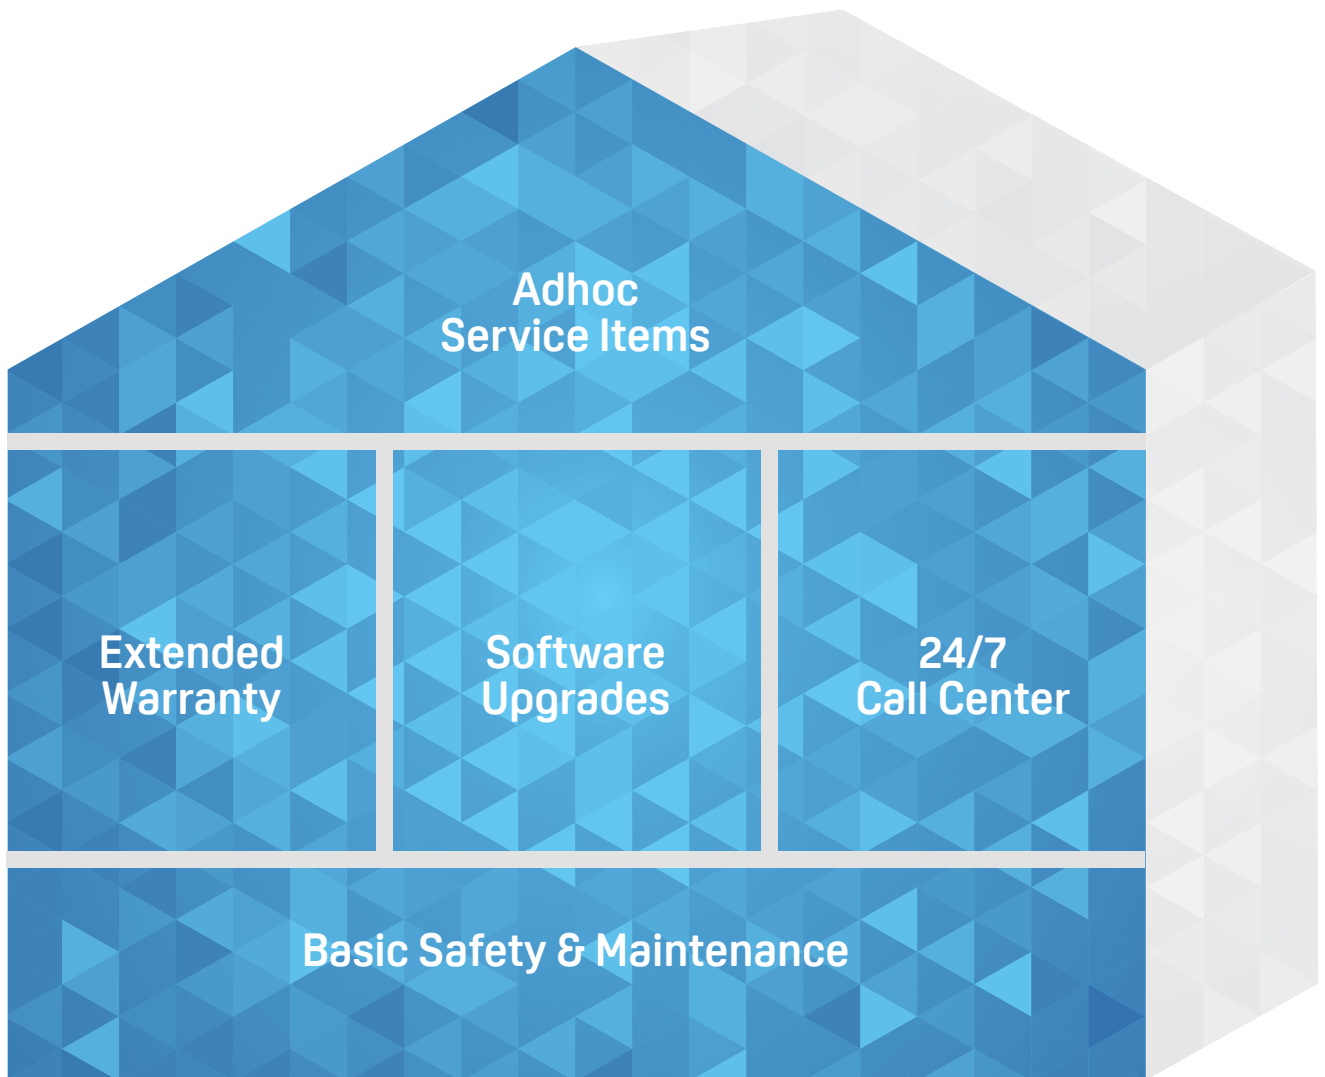 Adhoc
Service Items
Extended
Warranty
Software
Upgrades
24/7
Call Center
Basic Safety & Maintenance